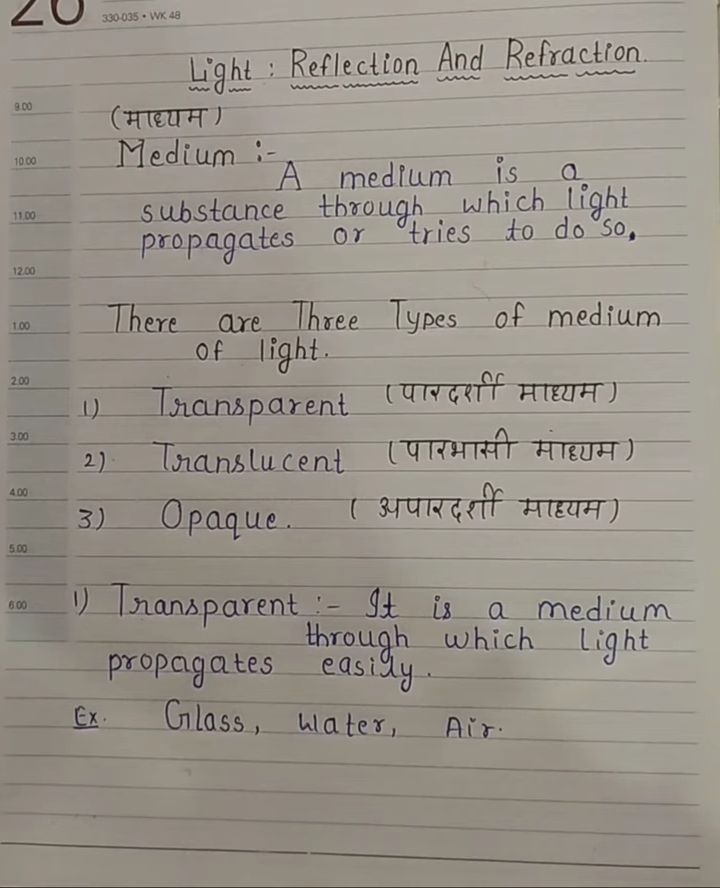 20
330-035 • WK 48
Light : Reflection And Refraction.
9.00
(माध्यम)
10.00
Medium :-
A medium is a
11.00
substance through which light
propagates or tries to do so.
12.00
1.00
There are Three Types of medium
of light.
2.00
1) Transparent (पारदर्शी माध्यम)
3.00
2) Translucent (पारभासी माध्यम)
4.00
3) Opaque. (अपारदर्शी माध्यम)
5.00
6.00
1) Transparent :- It is a medium
through which light
propagates easily.
Ex. Glass, Water, Air.